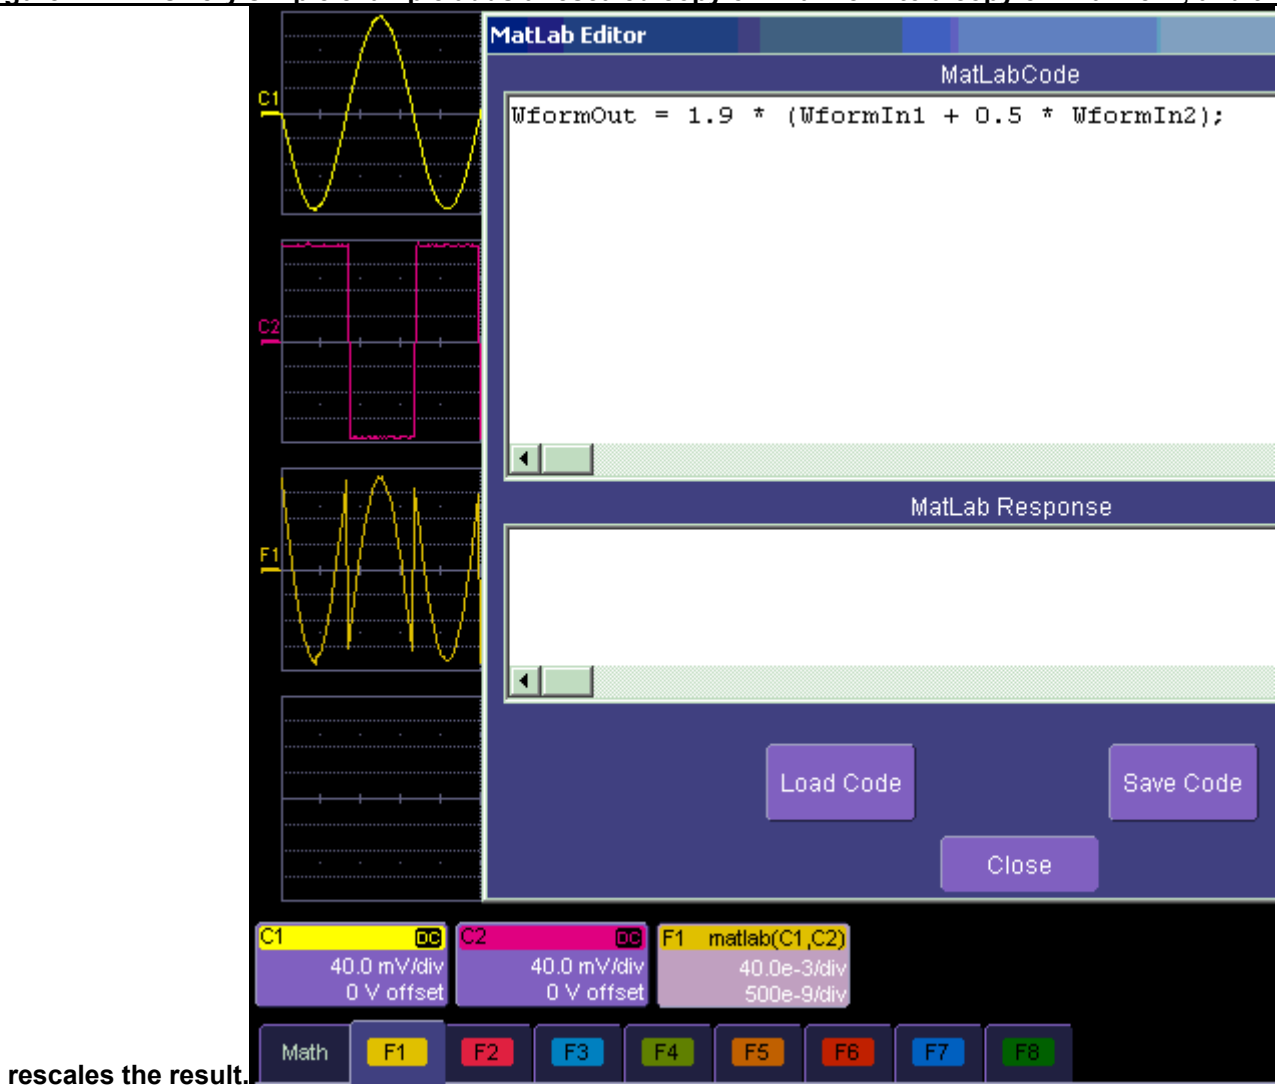 MatLab Editor
MatLabCode
C1
WformOut = 1.9 * (WformIn1 + 0.5 * WformIn2);
C2
MatLab Response
F1
Load Code
Save Code
Close
C1 DC
40.0 mV/div
0 V offset
C2 DC
40.0 mV/div
0 V offset
F1 matlab(C1,C2)
40.0e-3/div
500e-9/div
Math F1 F2 F3 F4 F5 F6 F7 F8
rescales the result.